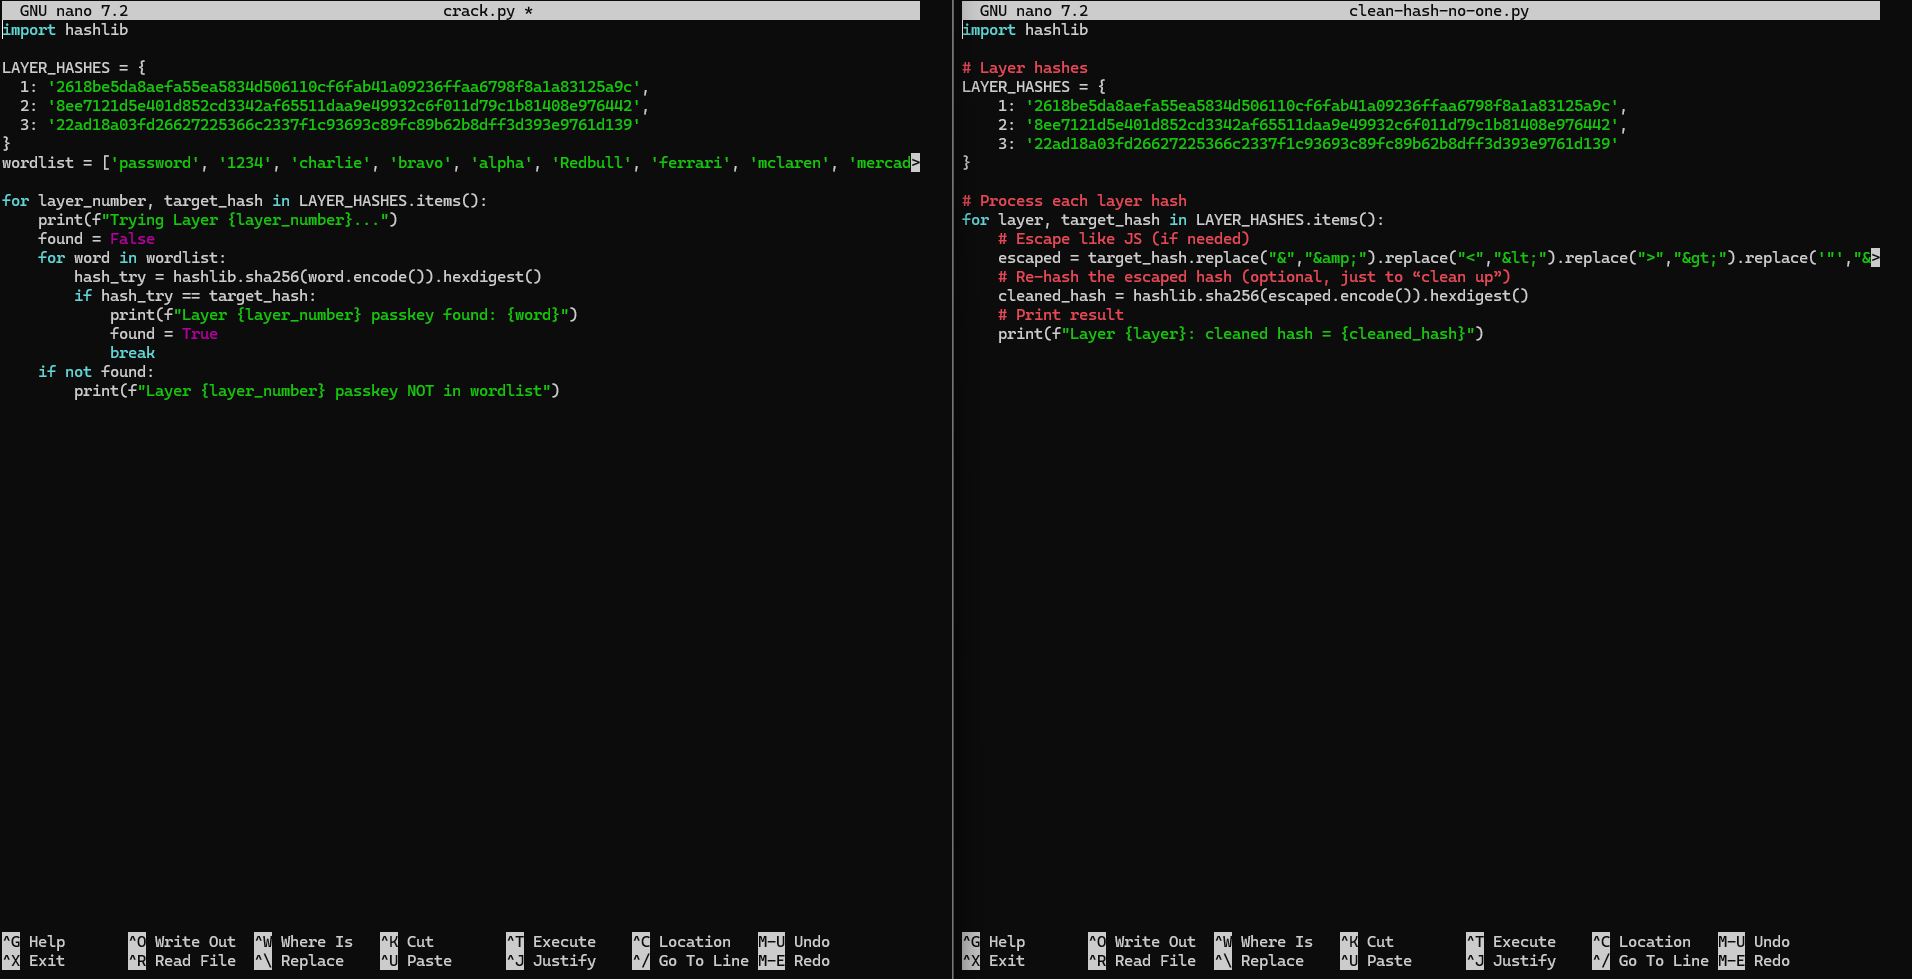 GNU nano 7.2 crack.py *
import hashlib
LAYER_HASHES = {
1: '2618be5da8aefa55ea5834d506110cf6fab41a09236ffaa6798f8a1a83125a9c',
2: '8ee7121d5e401d852cd3342af65511daa9e49932c6f011d79c1b81408e976442',
3: '22ad18a03fd26627225366c2337f1c93693c89fc89b62b8dff3d393e9761d139'
}
wordlist = ['password', '1234', 'charlie', 'bravo', 'alpha', 'Redbull', 'ferrari', 'mclaren', 'mercad>
for layer_number, target_hash in LAYER_HASHES.items():
print(f"Trying Layer {layer_number}...")
found = False
for word in wordlist:
hash_try = hashlib.sha256(word.encode()).hexdigest()
if hash_try == target_hash:
print(f"Layer {layer_number} passkey found: {word}")
found = True
break
if not found:
print(f"Layer {layer_number} passkey NOT in wordlist")
^G Help ^O Write Out ^W Where Is ^K Cut ^T Execute ^C Location M-U Undo
^X Exit ^R Read File ^\ Replace ^U Paste ^J Justify ^/ Go To Line M-E Redo
GNU nano 7.2 clean-hash-no-one.py
import hashlib
# Layer hashes
LAYER_HASHES = {
1: '2618be5da8aefa55ea5834d506110cf6fab41a09236ffaa6798f8a1a83125a9c',
2: '8ee7121d5e401d852cd3342af65511daa9e49932c6f011d79c1b81408e976442',
3: '22ad18a03fd26627225366c2337f1c93693c89fc89b62b8dff3d393e9761d139'
}
# Process each layer hash
for layer, target_hash in LAYER_HASHES.items():
# Escape like JS (if needed)
escaped = target_hash.replace("&","&amp;").replace("<","&lt;").replace(">","&gt;").replace('"',"&>
# Re-hash the escaped hash (optional, just to “clean up”)
cleaned_hash = hashlib.sha256(escaped.encode()).hexdigest()
# Print result
print(f"Layer {layer}: cleaned hash = {cleaned_hash}")
^G Help ^O Write Out ^W Where Is ^K Cut ^T Execute ^C Location M-U Undo
^X Exit ^R Read File ^\ Replace ^U Paste ^J Justify ^/ Go To Line M-E Redo